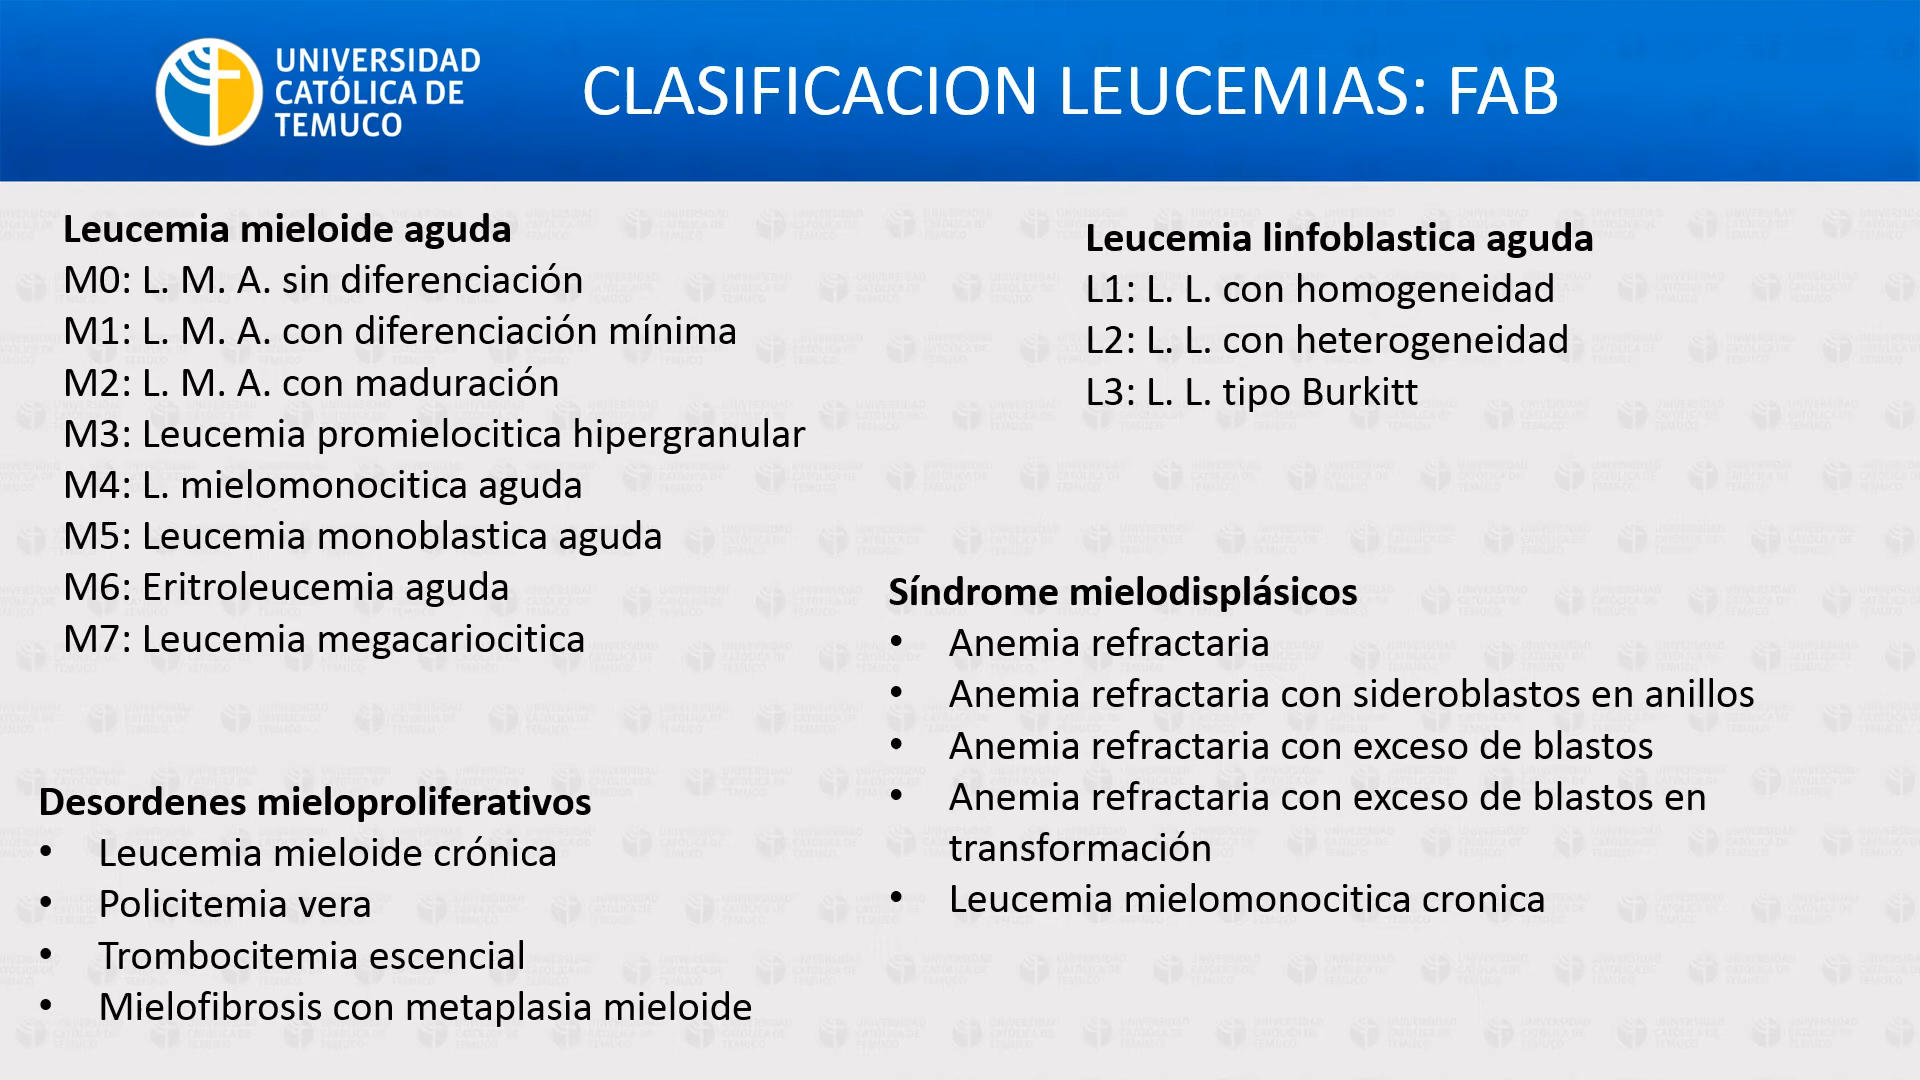 UNIVERSIDAD
CATÓLICA DE
TEMUCO
CLASIFICACION LEUCEMIAS: FAB
Leucemia mieloide aguda
M0: L. M. A. sin diferenciación
M1: L. M. A. con diferenciación mínima
M2: L. M. A. con maduración
M3: Leucemia promielocitica hipergranular
M4: L. mielomonocitica aguda
M5: Leucemia monoblastica aguda
M6: Eritroleucemia aguda
M7: Leucemia megacariocitica
Leucemia linfoblastica aguda
L1: L. L. con homogeneidad
L2: L. L. con heterogeneidad
L3: L. L. tipo Burkitt
Desordenes mieloproliferativos
• Leucemia mieloide crónica
• Policitemia vera
• Trombocitemia escencial
• Mielofibrosis con metaplasia mieloide
Síndrome mielodisplásicos
• Anemia refractaria
• Anemia refractaria con sideroblastos en anillos
• Anemia refractaria con exceso de blastos
• Anemia refractaria con exceso de blastos en
transformación
• Leucemia mielomonocitica cronica